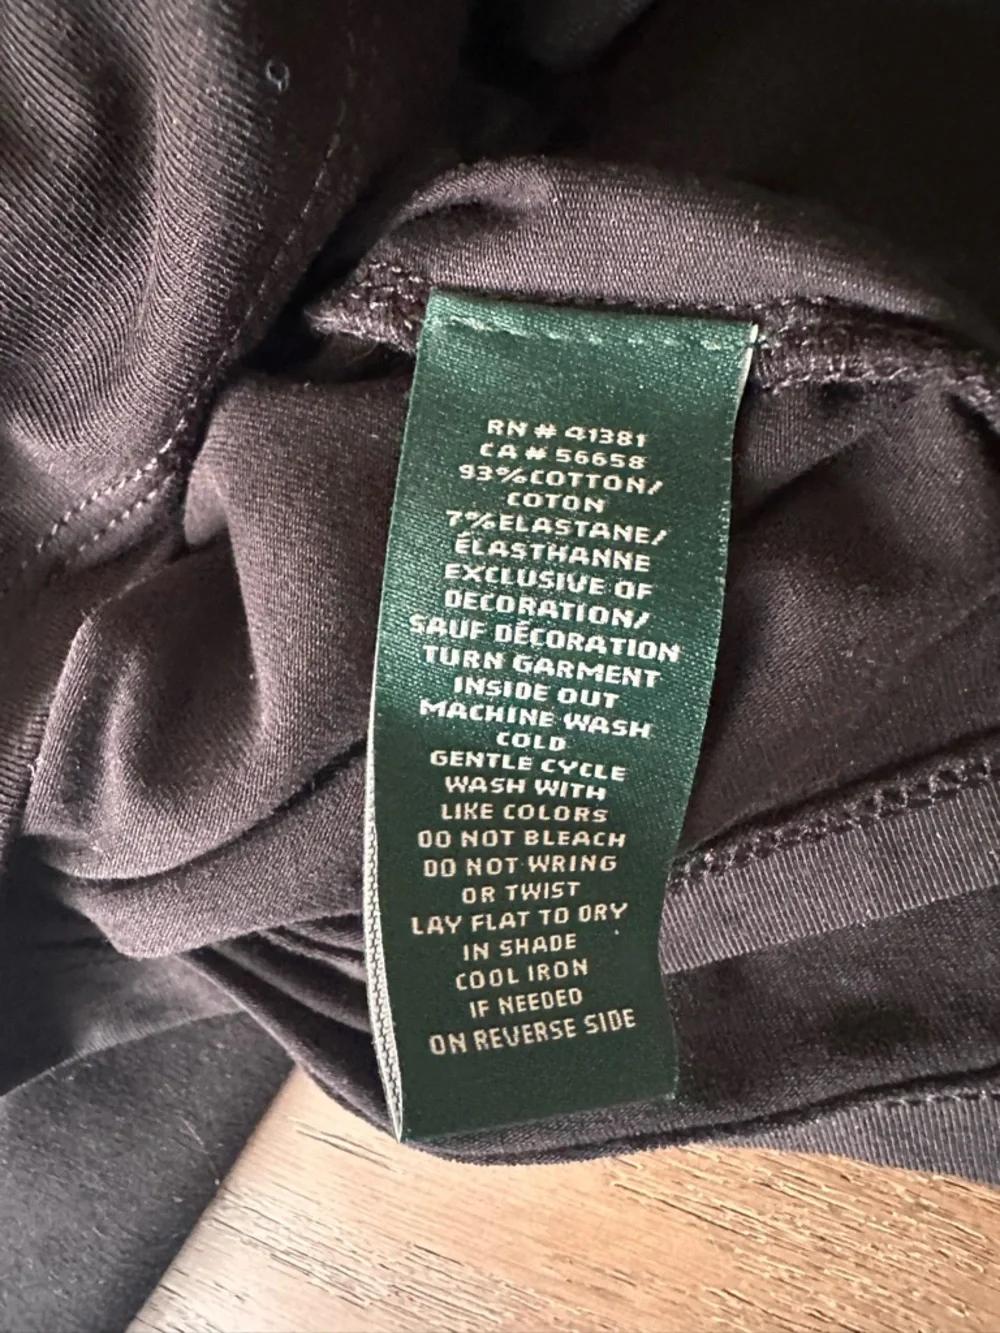 RN # 41381
CA # 56658
93%COTTON/
COTON
7%ELASTANE/
ÉLASTHANNE
EXCLUSIVE OF
DECORATION/
SAUF DÉCORATION
TURN GARMENT
INSIDE OUT
MACHINE WASH
COLD
GENTLE CYCLE
WASH WITH
LIKE COLORS
DO NOT BLEACH
DO NOT WRING
OR TWIST
LAY FLAT TO DRY
IN SHADE
COOL IRON
IF NEEDED
ON REVERSE SIDE